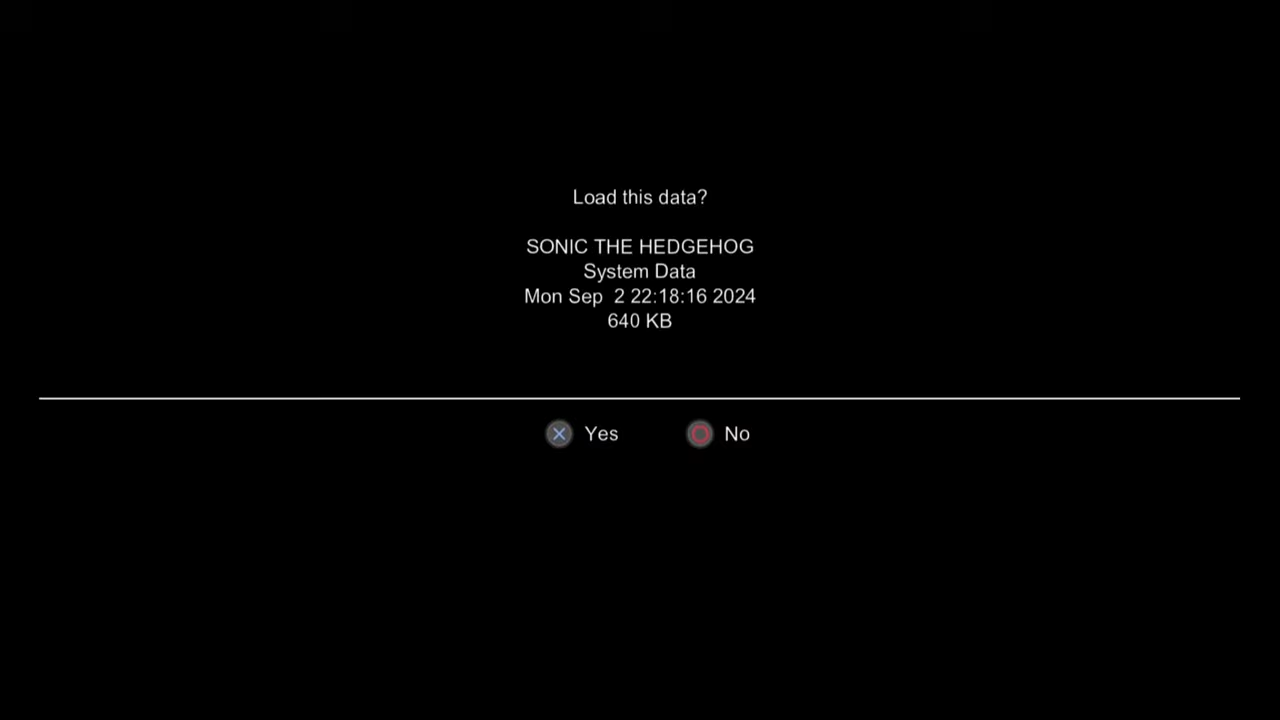 Load this data?
SONIC THE HEDGEHOG
System Data
Mon Sep  2 22:18:16 2024
640 KB
Yes No